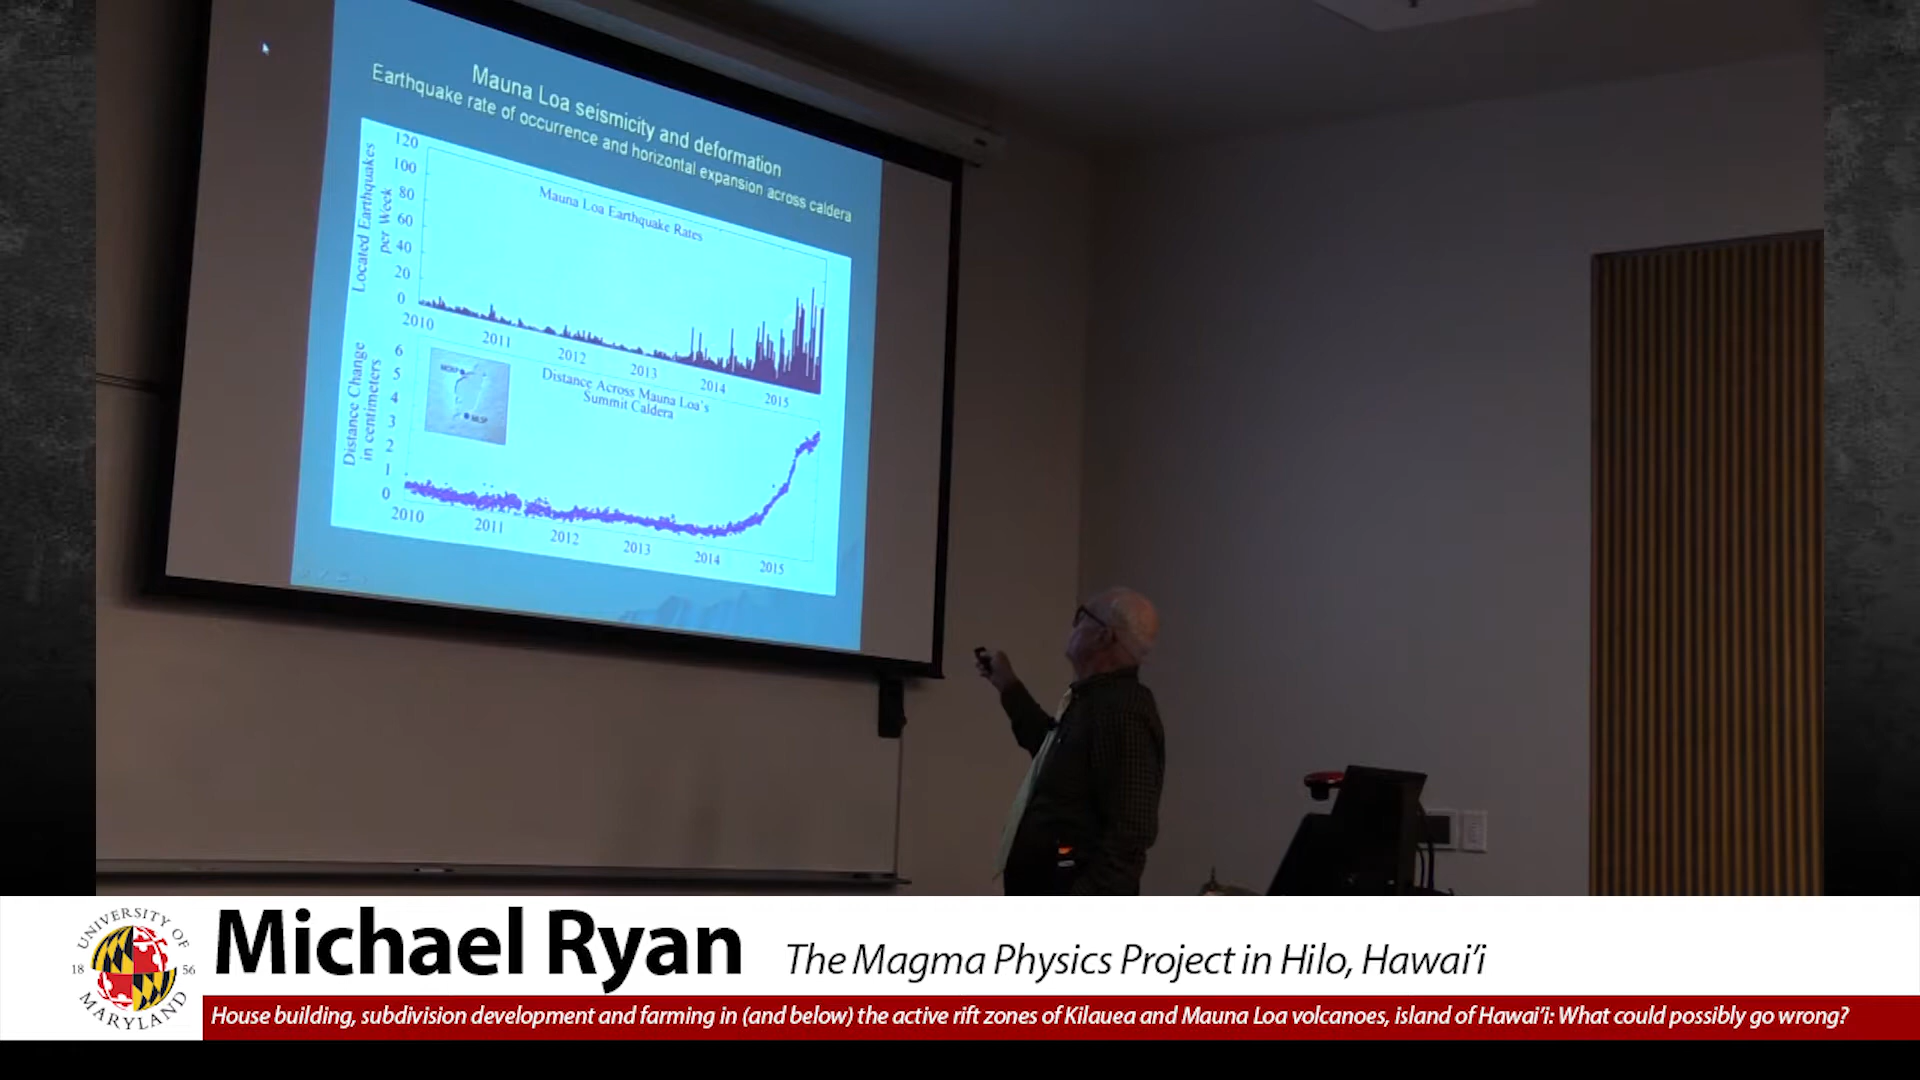 Mauna Loa seismicity and deformation
Earthquake rate of occurrence and horizontal expansion across caldera
Located Earthquakes
per Week
120
100
80
60
40
20
0
Mauna Loa Earthquake Rates
2010 2011 2012 2013 2014 2015
Distance Change
in centimeters
6
5
4
3
2
1
0
Distance Across Mauna Loa's
Summit Caldera
2010 2011 2012 2013 2014 2015
UNIVERSITY OF
18 56
MARYLAND
Michael Ryan
The Magma Physics Project in Hilo, Hawai‘i
House building, subdivision development and farming in (and below) the active rift zones of Kilauea and Mauna Loa volcanoes, island of Hawai‘i: What could possibly go wrong?